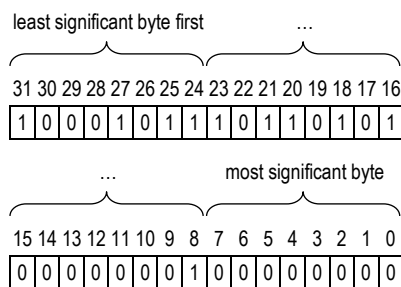 least significant byte first …
31 30 29 28 27 26 25 24 23 22 21 20 19 18 17 16
1 0 0 0 1 0 1 1 1 0 1 1 0 1 0 1
… most significant byte
15 14 13 12 11 10 9 8 7 6 5 4 3 2 1 0
0 0 0 0 0 0 0 1 0 0 0 0 0 0 0 0